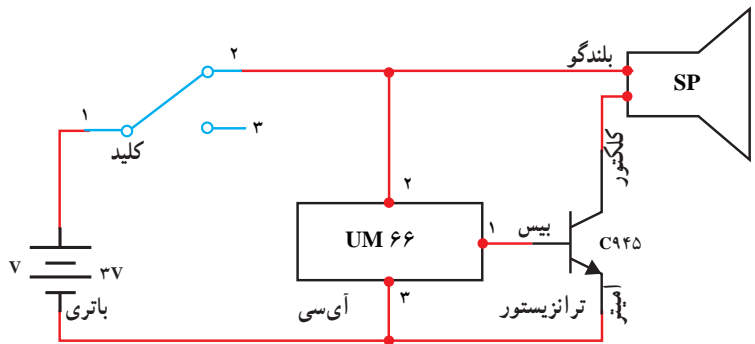 بلندگو
SP
۲
۱
۳
کلید
کلکتور
۲
UM ۶۶
۱
بیس
C۹۴۵
V
۳V
باتری
۳
آی‌سی
ترانزیستور
امیتر